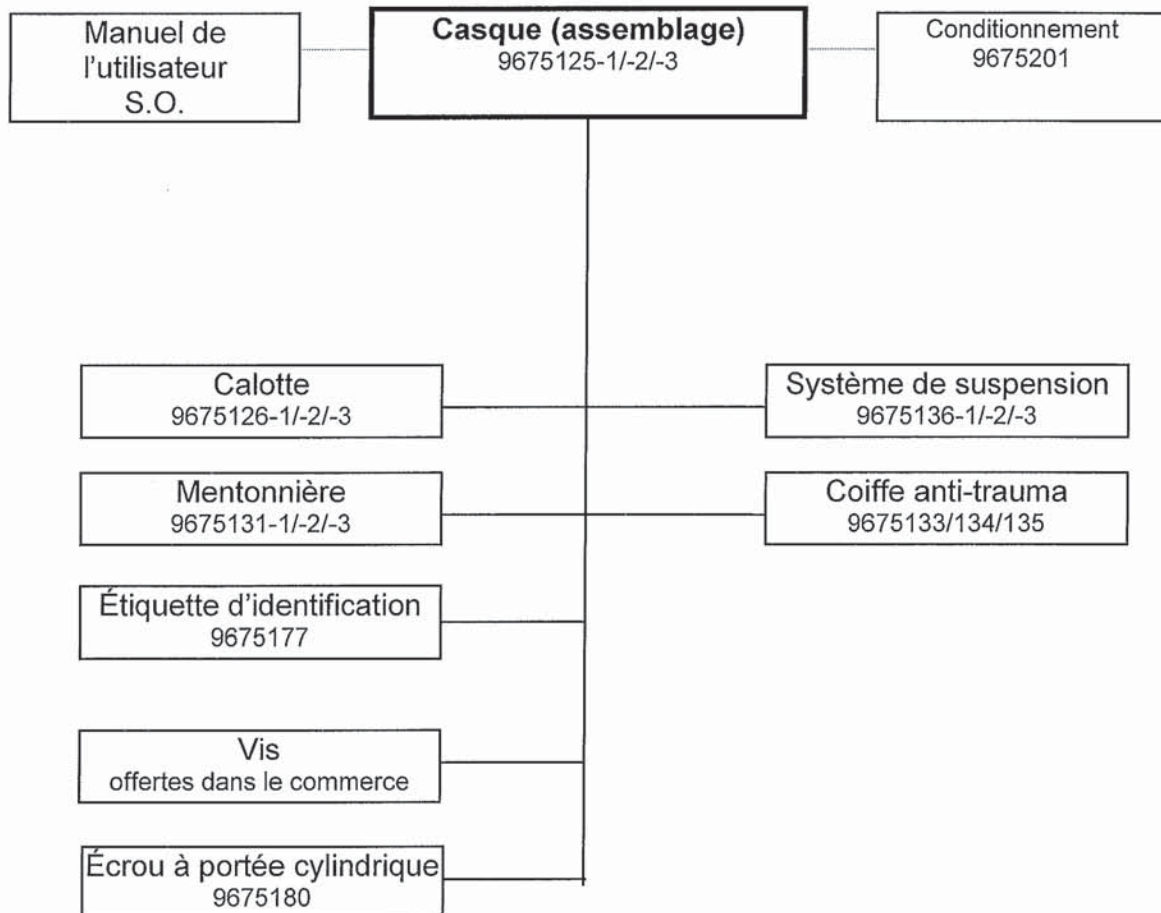 Manuel de
l'utilisateur
S.O.
Casque (assemblage)
9675125-1/-2/-3
Conditionnement
9675201
Calotte
9675126-1/-2/-3
Système de suspension
9675136-1/-2/-3
Mentonnière
9675131-1/-2/-3
Coiffe anti-trauma
9675133/134/135
Étiquette d'identification
9675177
Vis
offertes dans le commerce
Écrou à portée cylindrique
9675180